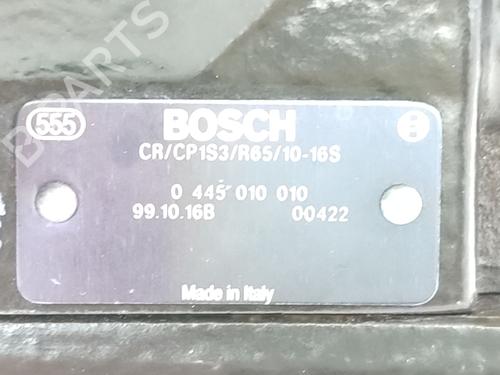 555 BOSCH
CR/CP1S3/R65/10-16S
0 445 010 010
99.10.16B 00422
Made in Italy